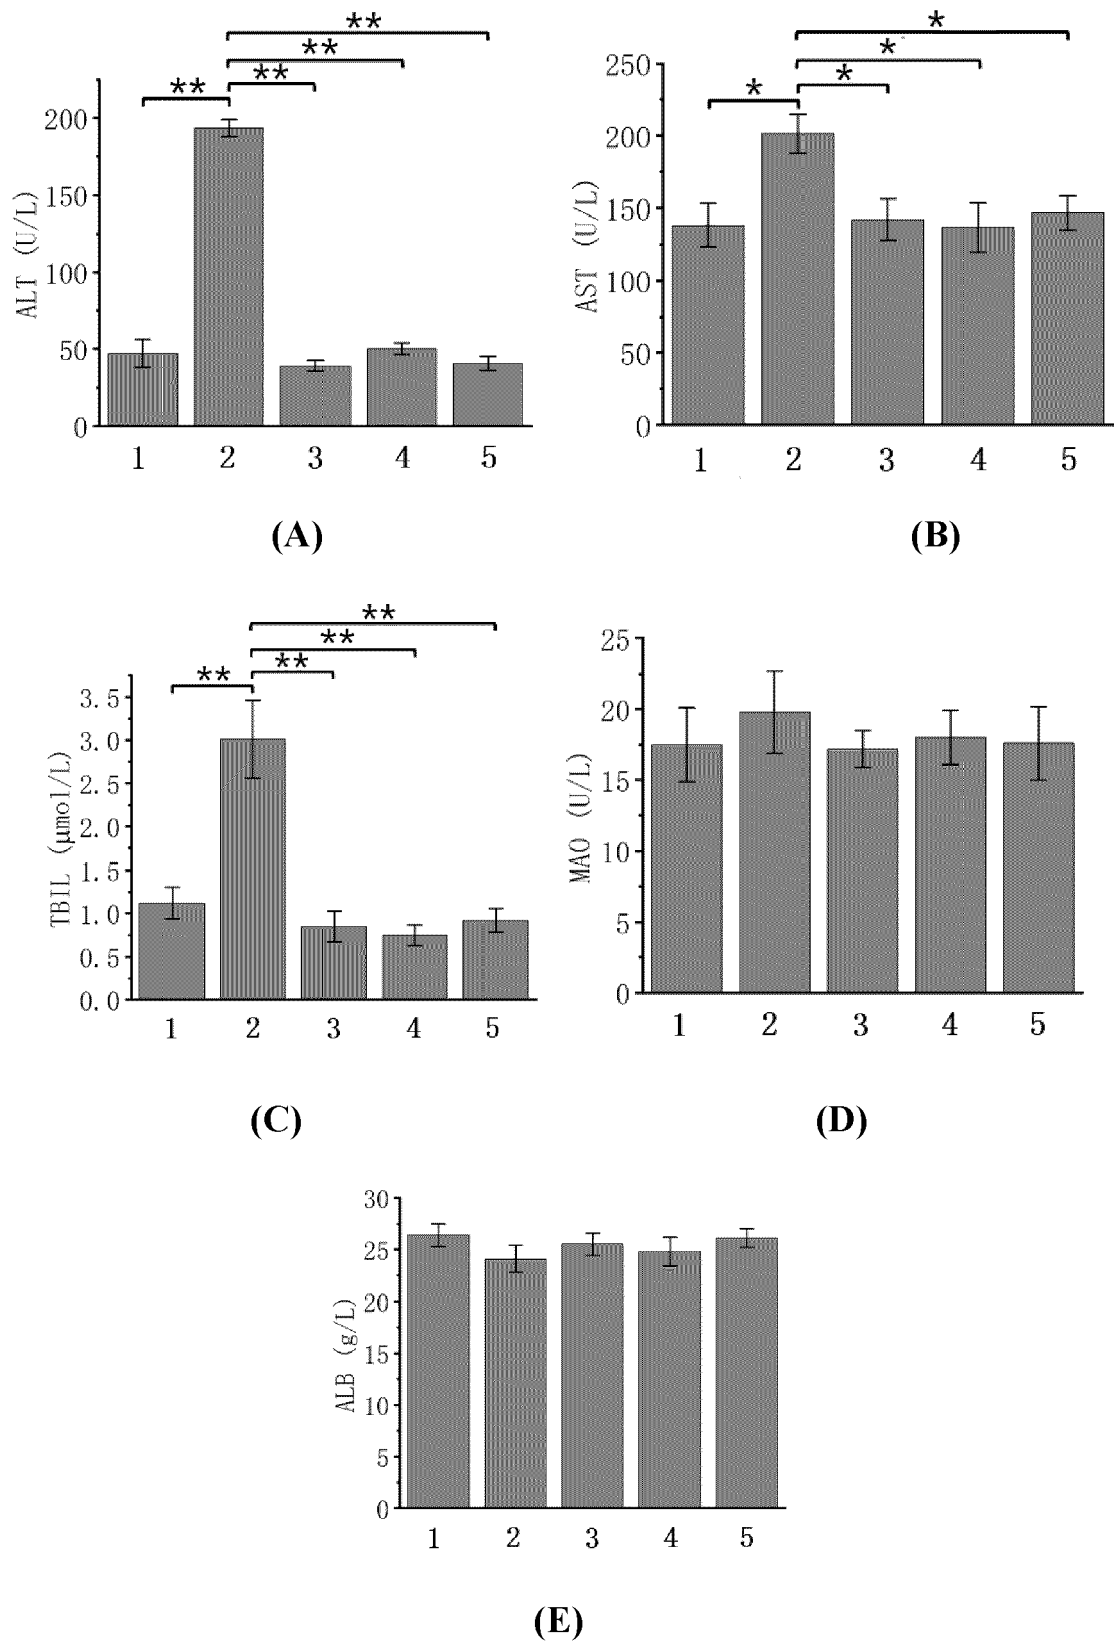 **
**
**
**
ALT (U/L)
200
150
100
50
0
1 2 3 4 5
(A)
*
*
*
*
AST (U/L)
250
200
150
100
50
0
1 2 3 4 5
(B)
**
**
**
**
TBIL (μmol/L)
3.5
3.0
2.5
2.0
1.5
1.0
0.5
0.0
1 2 3 4 5
(C)
MAO (U/L)
25
20
15
10
5
0
1 2 3 4 5
(D)
ALB (g/L)
30
25
20
15
10
5
0
1 2 3 4 5
(E)